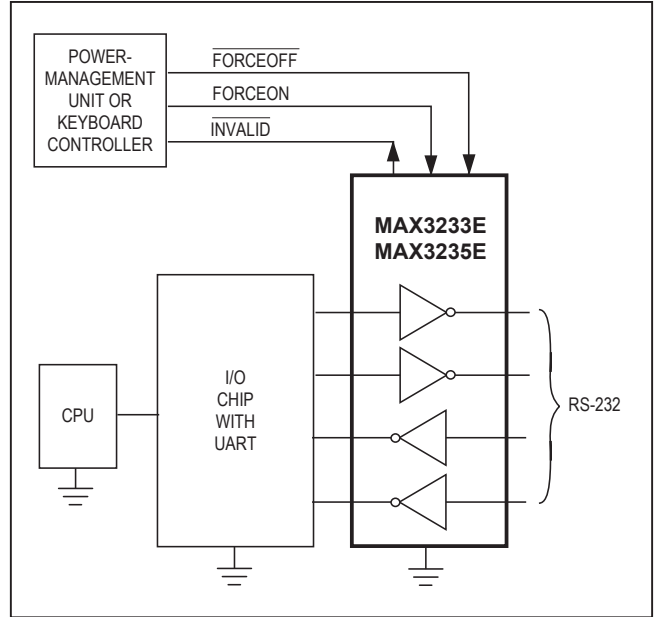 POWER-
MANAGEMENT
UNIT OR
KEYBOARD
CONTROLLER
FORCEOFF
FORCEON
INVALID
MAX3233E
MAX3235E
CPU
I/O
CHIP
WITH
UART
RS-232